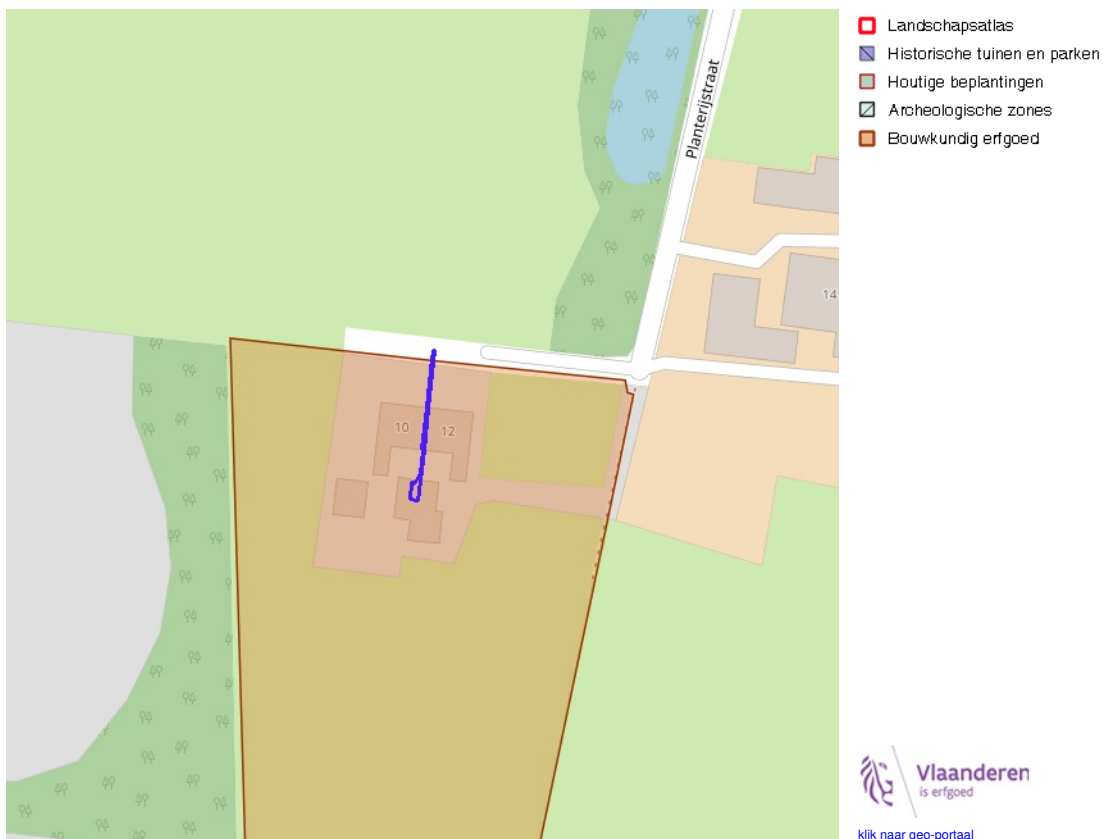 Landschapsatlas
Historische tuinen en parken
Houtige beplantingen
Archeologische zones
Bouwkundig erfgoed
Planterijstraat
14
10
12
Vlaanderen
is erfgoed
klik naar geo-portaal